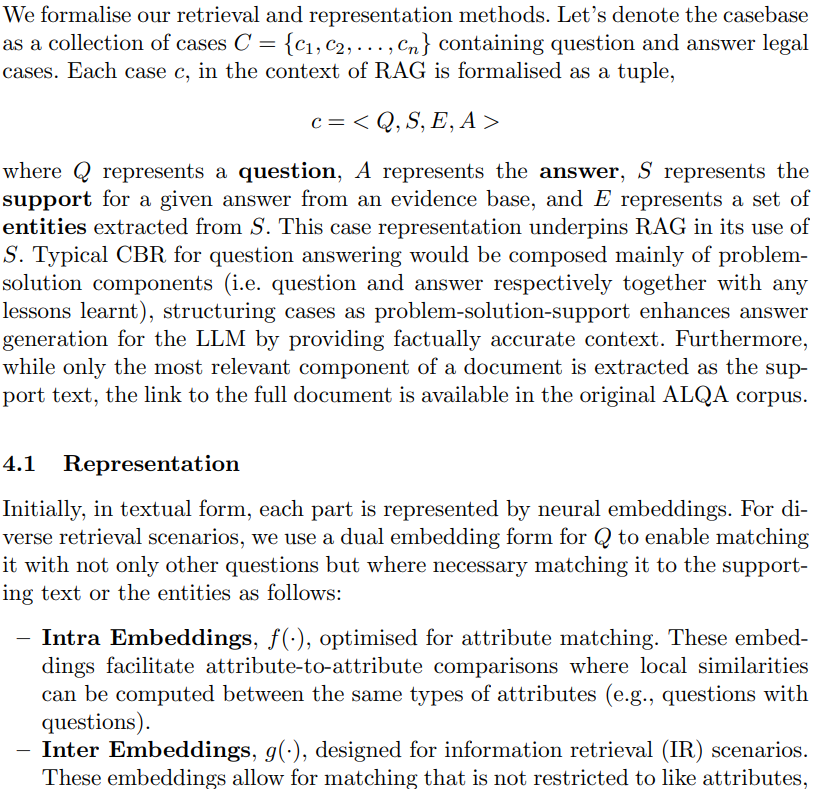 We formalise our retrieval and representation methods. Let's denote the casebase
as a collection of cases C = {c₁, c₂, . . . , cₙ} containing question and answer legal
cases. Each case c, in the context of RAG is formalised as a tuple,
c = < Q, S, E, A >
where Q represents a question, A represents the answer, S represents the
support for a given answer from an evidence base, and E represents a set of
entities extracted from S. This case representation underpins RAG in its use of
S. Typical CBR for question answering would be composed mainly of problem-
solution components (i.e. question and answer respectively together with any
lessons learnt), structuring cases as problem-solution-support enhances answer
generation for the LLM by providing factually accurate context. Furthermore,
while only the most relevant component of a document is extracted as the sup-
port text, the link to the full document is available in the original ALQA corpus.
4.1 Representation
Initially, in textual form, each part is represented by neural embeddings. For di-
verse retrieval scenarios, we use a dual embedding form for Q to enable matching
it with not only other questions but where necessary matching it to the support-
ing text or the entities as follows:
– Intra Embeddings, f(·), optimised for attribute matching. These embed-
dings facilitate attribute-to-attribute comparisons where local similarities
can be computed between the same types of attributes (e.g., questions with
questions).
– Inter Embeddings, g(·), designed for information retrieval (IR) scenarios.
These embeddings allow for matching that is not restricted to like attributes,